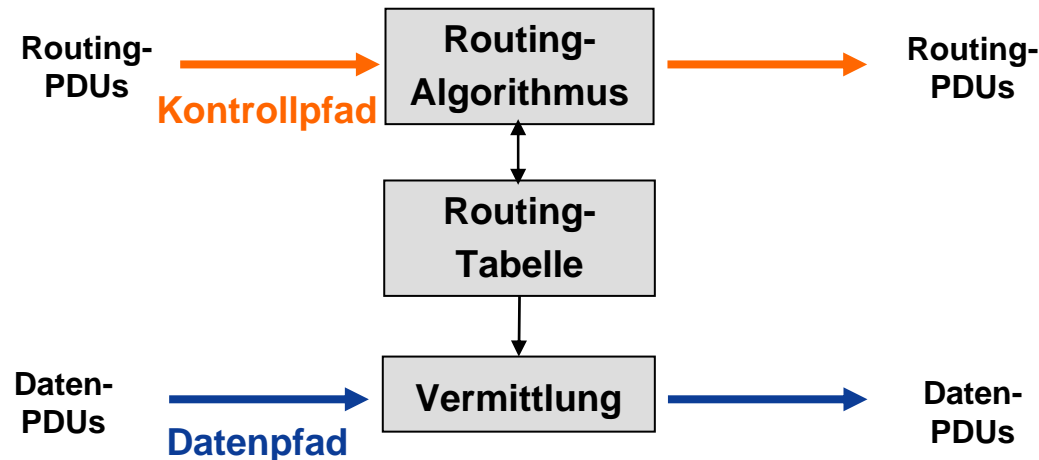 Routing-
PDUs
Kontrollpfad
Routing-
Algorithmus
Routing-
PDUs
Routing-
Tabelle
Daten-
PDUs
Datenpfad
Vermittlung
Daten-
PDUs